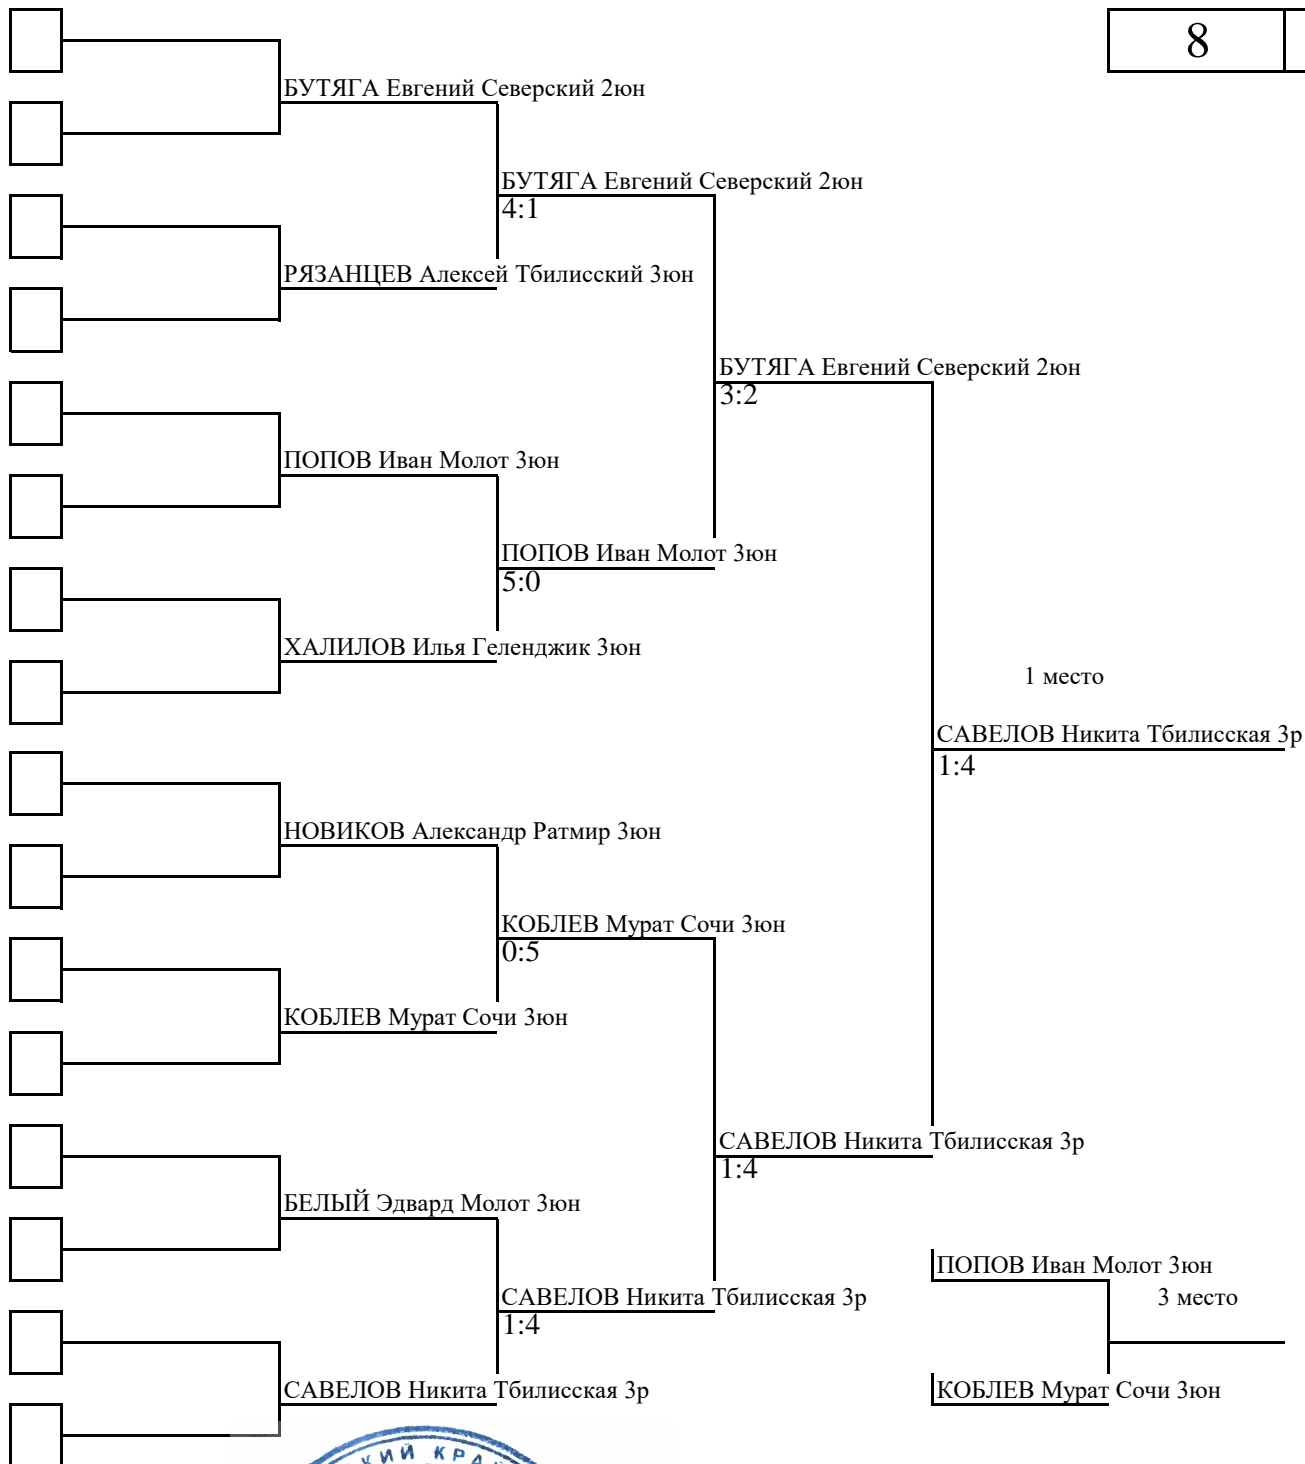 8
БУТЯГА Евгений Северский 2юн
БУТЯГА Евгений Северский 2юн
4:1
РЯЗАНЦЕВ Алексей Тбилисский 3юн
БУТЯГА Евгений Северский 2юн
3:2
ПОПОВ Иван Молот 3юн
ПОПОВ Иван Молот 3юн
5:0
ХАЛИЛОВ Илья Геленджик 3юн
1 место
САВЕЛОВ Никита Тбилисская 3р
1:4
НОВИКОВ Александр Ратмир 3юн
КОБЛЕВ Мурат Сочи 3юн
0:5
КОБЛЕВ Мурат Сочи 3юн
САВЕЛОВ Никита Тбилисская 3р
1:4
БЕЛЫЙ Эдвард Молот 3юн
ПОПОВ Иван Молот 3юн
САВЕЛОВ Никита Тбилисская 3р
3 место
1:4
САВЕЛОВ Никита Тбилисская 3р
КОБЛЕВ Мурат Сочи 3юн